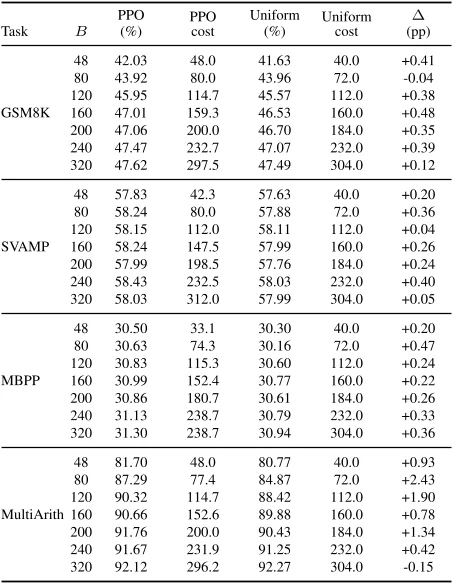 Task B PPO (%) PPO cost Uniform (%) Uniform cost Δ (pp)
48 42.03 48.0 41.63 40.0 +0.41
80 43.92 80.0 43.96 72.0 -0.04
120 45.95 114.7 45.57 112.0 +0.38
GSM8K 160 47.01 159.3 46.53 160.0 +0.48
200 47.06 200.0 46.70 184.0 +0.35
240 47.47 232.7 47.07 232.0 +0.39
320 47.62 297.5 47.49 304.0 +0.12
48 57.83 42.3 57.63 40.0 +0.20
80 58.24 80.0 57.88 72.0 +0.36
120 58.15 112.0 58.11 112.0 +0.04
SVAMP 160 58.24 147.5 57.99 160.0 +0.26
200 57.99 198.5 57.76 184.0 +0.24
240 58.43 232.5 58.03 232.0 +0.40
320 58.03 312.0 57.99 304.0 +0.05
48 30.50 33.1 30.30 40.0 +0.20
80 30.63 74.3 30.16 72.0 +0.47
120 30.83 115.3 30.60 112.0 +0.24
MBPP 160 30.99 152.4 30.77 160.0 +0.22
200 30.86 180.7 30.61 184.0 +0.26
240 31.13 238.7 30.79 232.0 +0.33
320 31.30 238.7 30.94 304.0 +0.36
48 81.70 48.0 80.77 40.0 +0.93
80 87.29 77.4 84.87 72.0 +2.43
120 90.32 114.7 88.42 112.0 +1.90
MultiArith 160 90.66 152.6 89.88 160.0 +0.78
200 91.76 200.0 90.43 184.0 +1.34
240 91.67 231.9 91.25 232.0 +0.42
320 92.12 296.2 92.27 304.0 -0.15